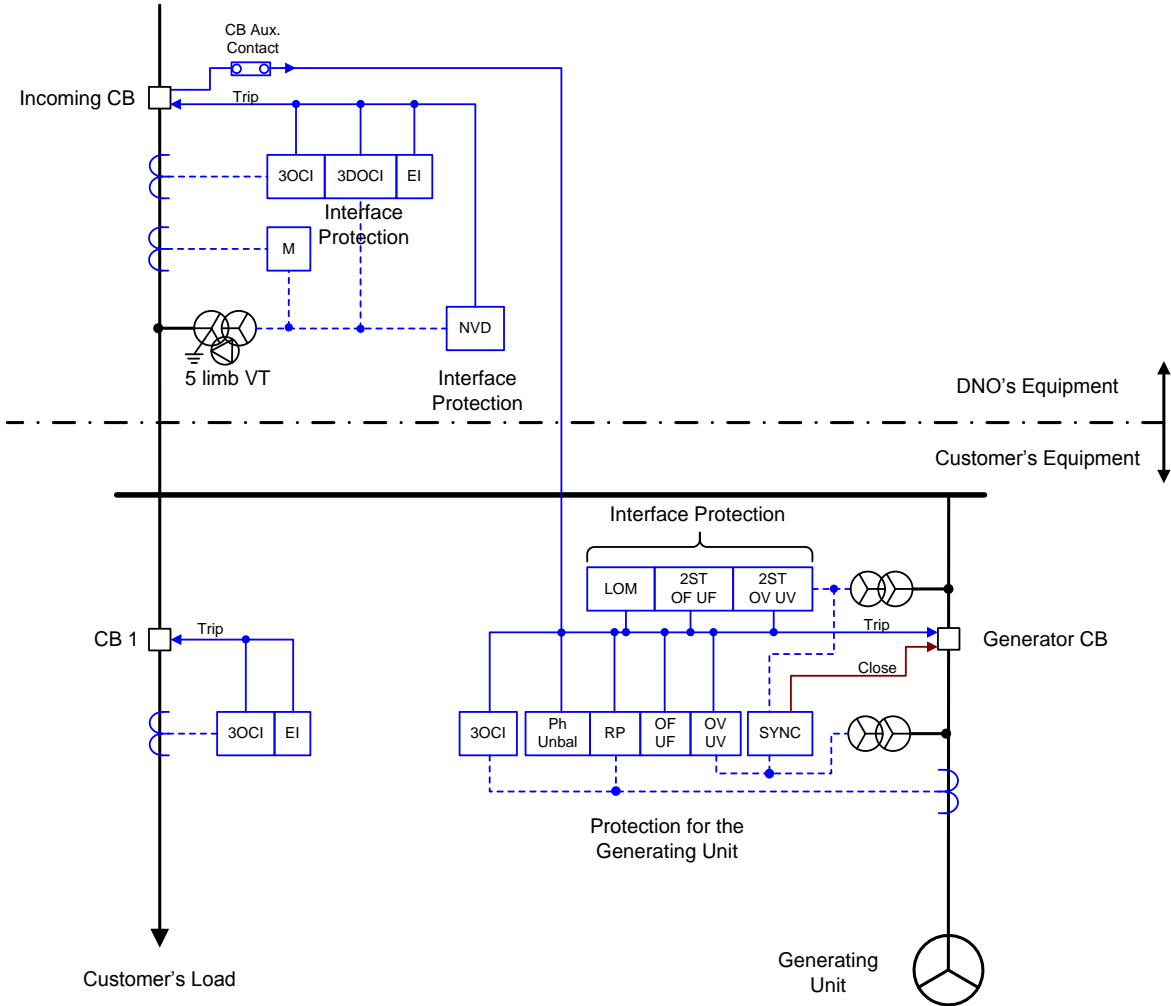 CB Aux.
Contact
Incoming CB
Trip
3OCI
3DOCI
EI
Interface
Protection
M
NVD
5 limb VT
Interface
Protection
DNO's Equipment
Customer's Equipment
Interface Protection
LOM
2ST
OF UF
2ST
OV UV
CB 1
Trip
Trip
Generator CB
Close
3OCI
EI
3OCI
Ph
Unbal
RP
OF
UF
OV
UV
SYNC
Protection for the
Generating Unit
Customer's Load
Generating
Unit